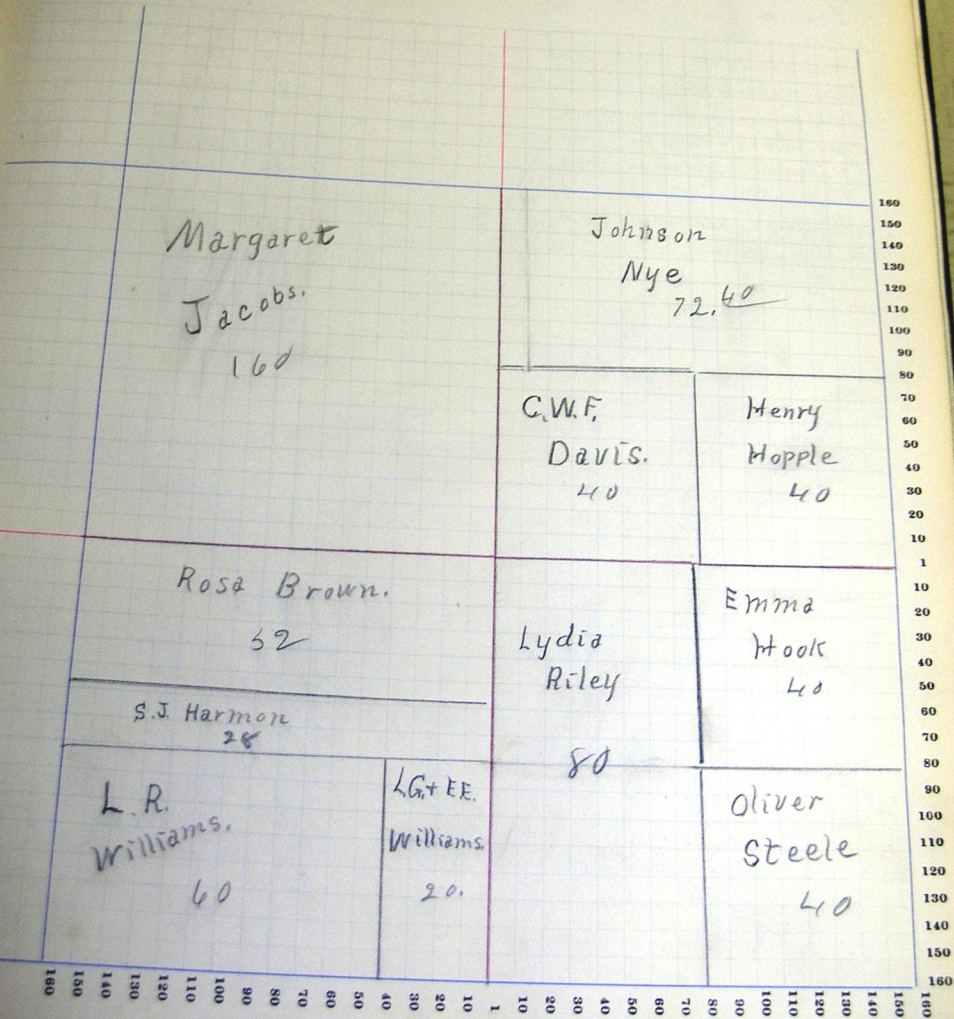 Margaret
Jacobs.
160
Johnson
Nye
72.40
C.W.F.
Davis.
40
Henry
Hopple
40
Rosa Brown.
52
S.J. Harmon
28
L.R.
Williams.
60
L.G.+ E.E.
Williams.
20.
Lydia
Riley
80
Emma
Hook
40
Oliver
Steele
40
160
150
140
130
120
110
100
90
80
70
60
50
40
30
20
10
1
10
20
30
40
50
60
70
80
90
100
110
120
130
140
150
160
160 150 140 130 120 110 100 90 80 70 60 50 40 30 20 10 1 10 20 30 40 50 60 70 80 90 100 110 120 130 140 150 160